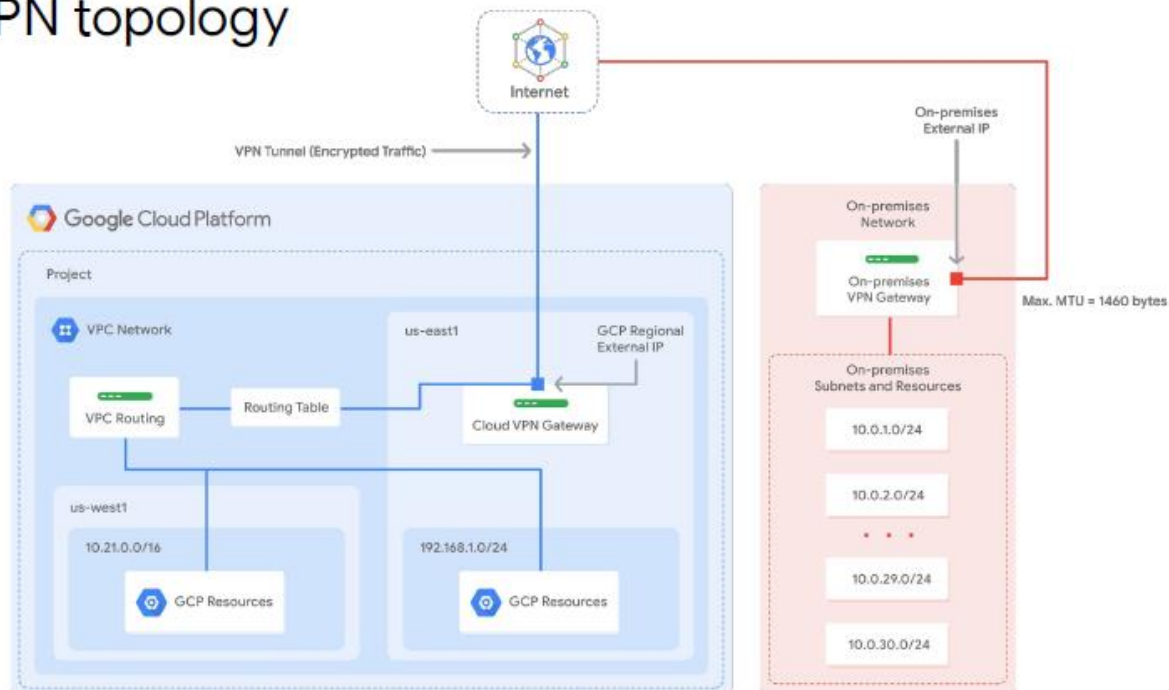 PN topology
Internet
On-premises
External IP
VPN Tunnel (Encrypted Traffic)
Google Cloud Platform
Project
VPC Network
us-east1
GCP Regional
External IP
VPC Routing
Routing Table
Cloud VPN Gateway
us-west1
10.21.0.0/16
GCP Resources
192.168.1.0/24
GCP Resources
On-premises
Network
On-premises
VPN Gateway
Max. MTU = 1460 bytes
On-premises
Subnets and Resources
10.0.1.0/24
10.0.2.0/24
. . .
10.0.29.0/24
10.0.30.0/24